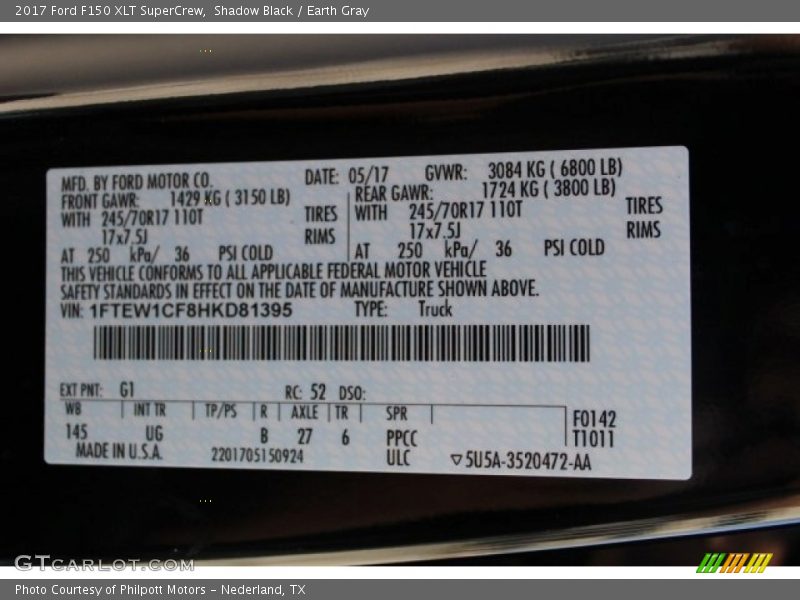 2017 Ford F150 XLT SuperCrew,  Shadow Black / Earth Gray
MFD. BY FORD MOTOR CO. DATE: 05/17 GVWR: 3084 KG ( 6800 LB)
FRONT GAWR: 1429 KG ( 3150 LB) REAR GAWR: 1724 KG ( 3800 LB)
WITH 245/70R17 110T TIRES WITH 245/70R17 110T TIRES
17x7.5J RIMS 17x7.5J RIMS
AT 250 kPa/ 36 PSI COLD AT 250 kPa/ 36 PSI COLD
THIS VEHICLE CONFORMS TO ALL APPLICABLE FEDERAL MOTOR VEHICLE
SAFETY STANDARDS IN EFFECT ON THE DATE OF MANUFACTURE SHOWN ABOVE.
VIN: 1FTEW1CF8HKD81395 TYPE: Truck
EXT PNT: G1 RC: 52 DSO:
WB INT TR TP/PS R AXLE TR SPR F0142
145 UG B 27 6 PPCC T1011
MADE IN U.S.A. 2201705150924 ULC ▽5U5A-3520472-AA
GTCARLOT.COM
Photo Courtesy of Philpott Motors - Nederland, TX